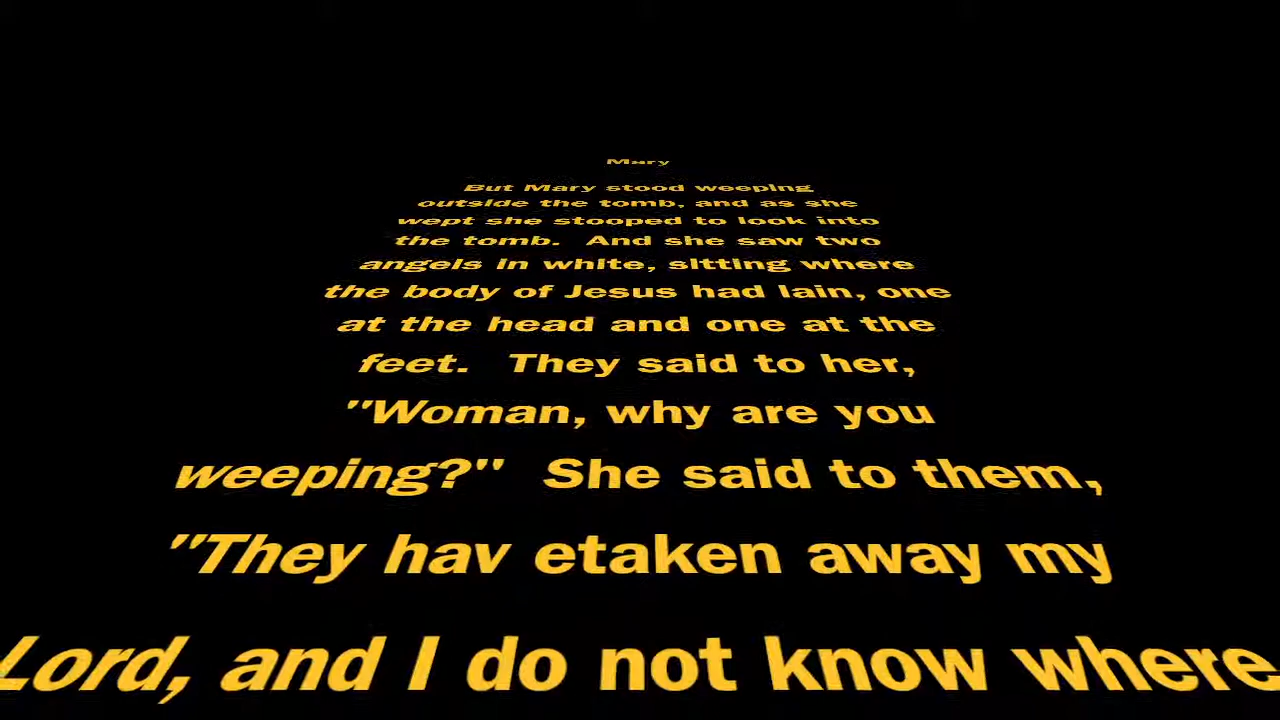 Mary
But Mary stood weeping
outside the tomb, and as she
wept she stooped to look into
the tomb.  And she saw two
angels in white, sitting where
the body of Jesus had lain, one
at the head and one at the
feet.  They said to her,
"Woman, why are you
weeping?"  She said to them,
"They hav etaken away my
Lord, and I do not know where